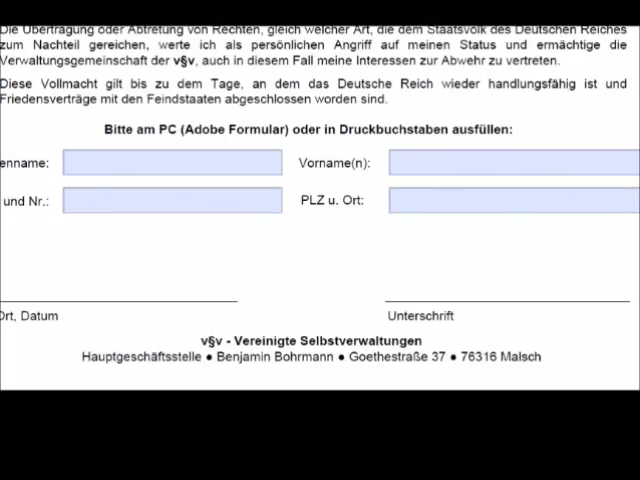 Die Übertragung oder Abtretung von Rechten, gleich welcher Art, die dem Staatsvolk des Deutschen Reiches
zum Nachteil gereichen, werte ich als persönlichen Angriff auf meinen Status und ermächtige die
Verwaltungsgemeinschaft der v§v, auch in diesem Fall meine Interessen zur Abwehr zu vertreten.
Diese Vollmacht gilt bis zu dem Tage, an dem das Deutsche Reich wieder handlungsfähig ist und
Friedensverträge mit den Feindstaaten abgeschlossen worden sind.
Bitte am PC (Adobe Formular) oder in Druckbuchstaben ausfüllen:
enname: Vorname(n):
und Nr.: PLZ u. Ort:
Ort, Datum Unterschrift
v§v - Vereinigte Selbstverwaltungen
Hauptgeschäftsstelle ● Benjamin Bohrmann ● Goethestraße 37 ● 76316 Malsch